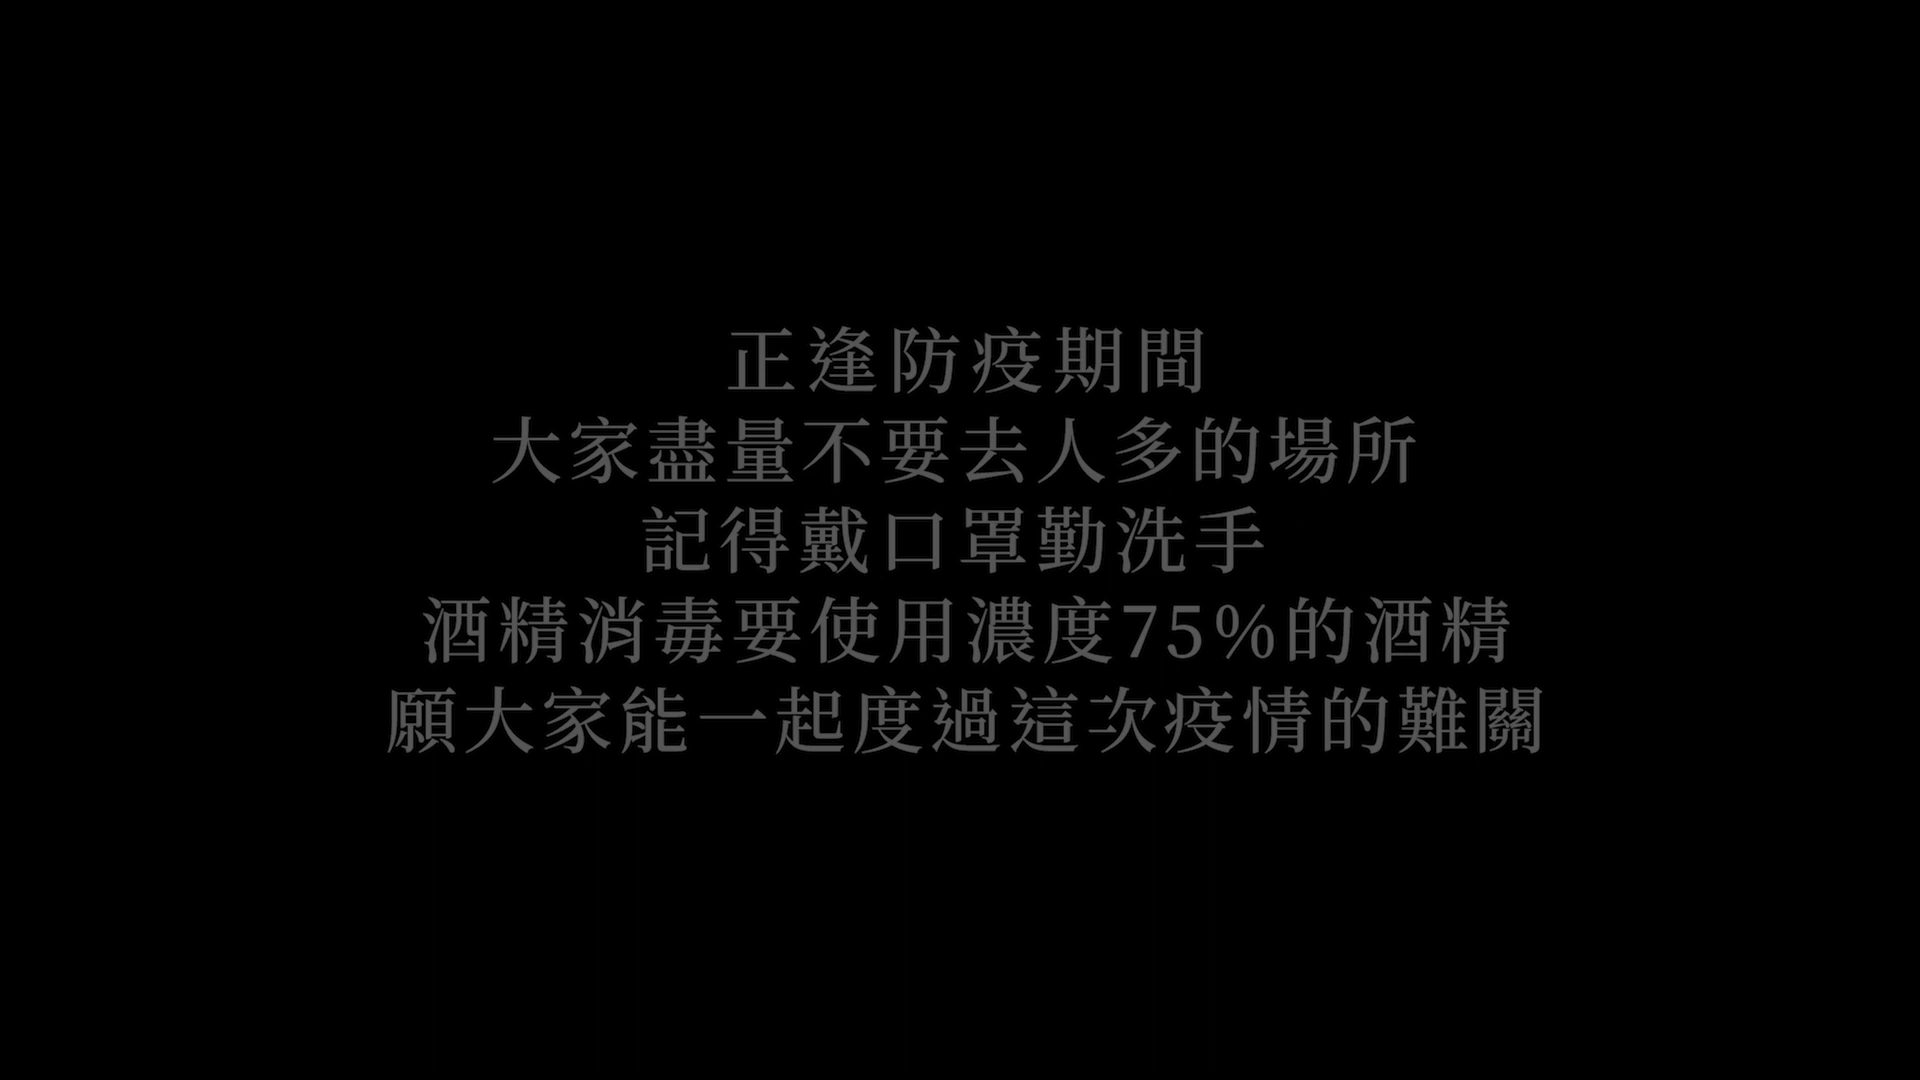 正逢防疫期間
大家盡量不要去人多的場所
記得戴口罩勤洗手
酒精消毒要使用濃度75%的酒精
願大家能一起度過這次疫情的難關